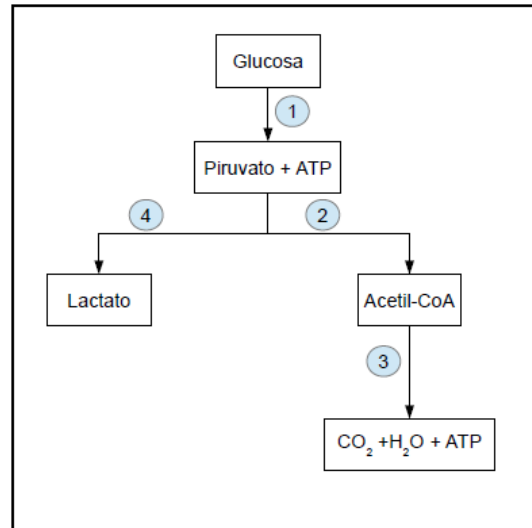 Glucosa
1
Piruvato + ATP
4
2
Lactato
Acetil-CoA
3
CO₂ +H₂O + ATP